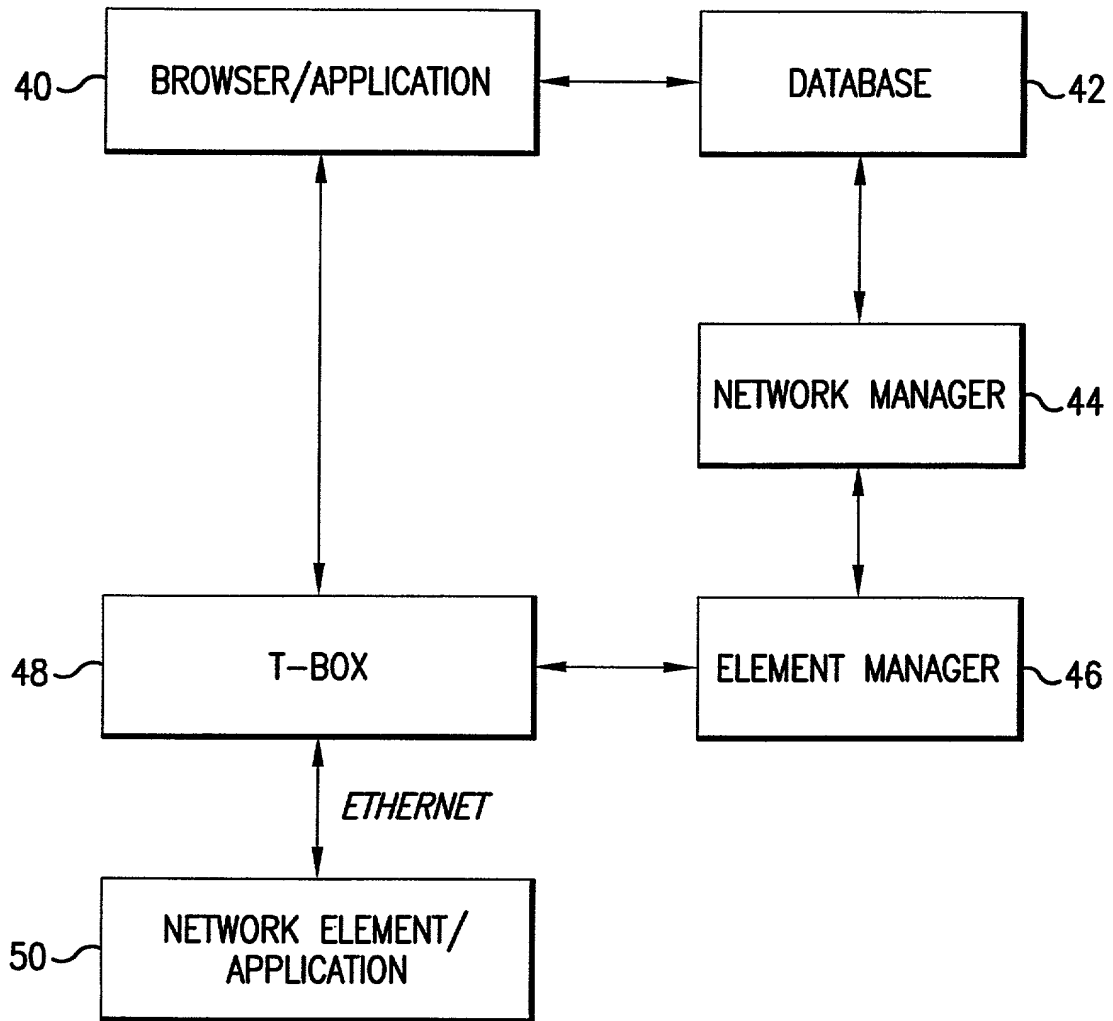 40
BROWSER/APPLICATION
DATABASE
42
NETWORK MANAGER
44
48
T-BOX
ELEMENT MANAGER
46
ETHERNET
50
NETWORK ELEMENT/
APPLICATION